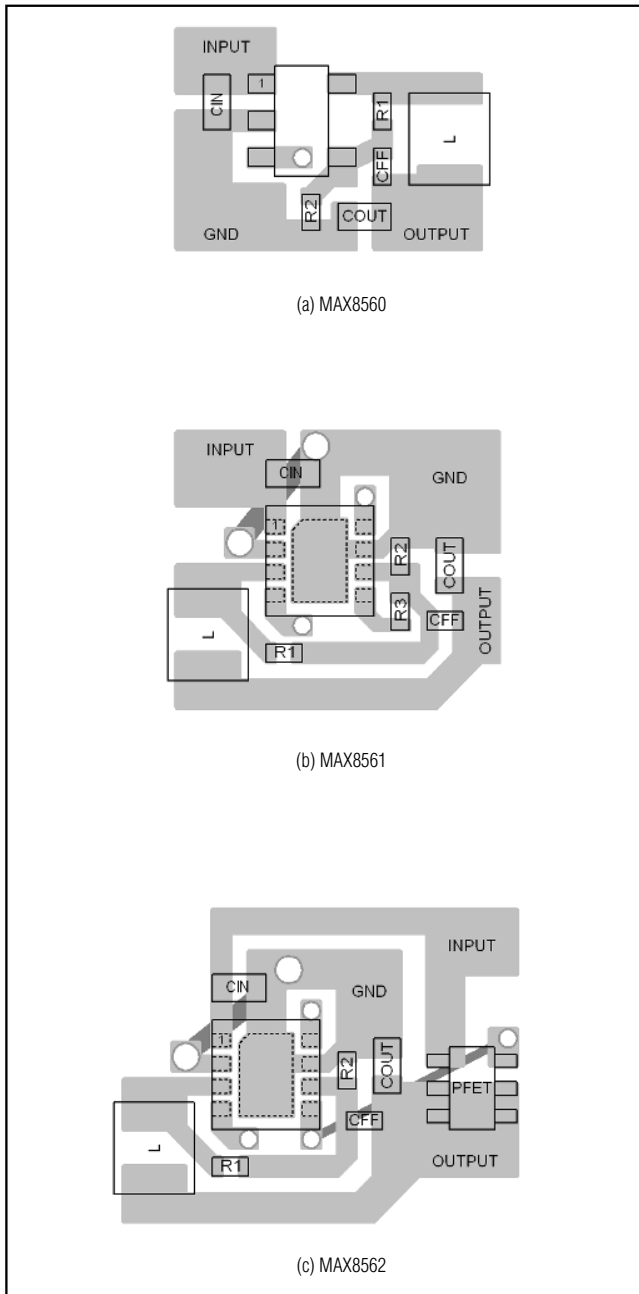 INPUT
CIN
1
R1
L
CFF
R2
COUT
GND
OUTPUT
(a) MAX8560
INPUT
CIN
GND
1
R2
COUT
R3
CFF
OUTPUT
L
R1
(b) MAX8561
INPUT
CIN
GND
1
R2
COUT
PFET
CFF
L
R1
OUTPUT
(c) MAX8562